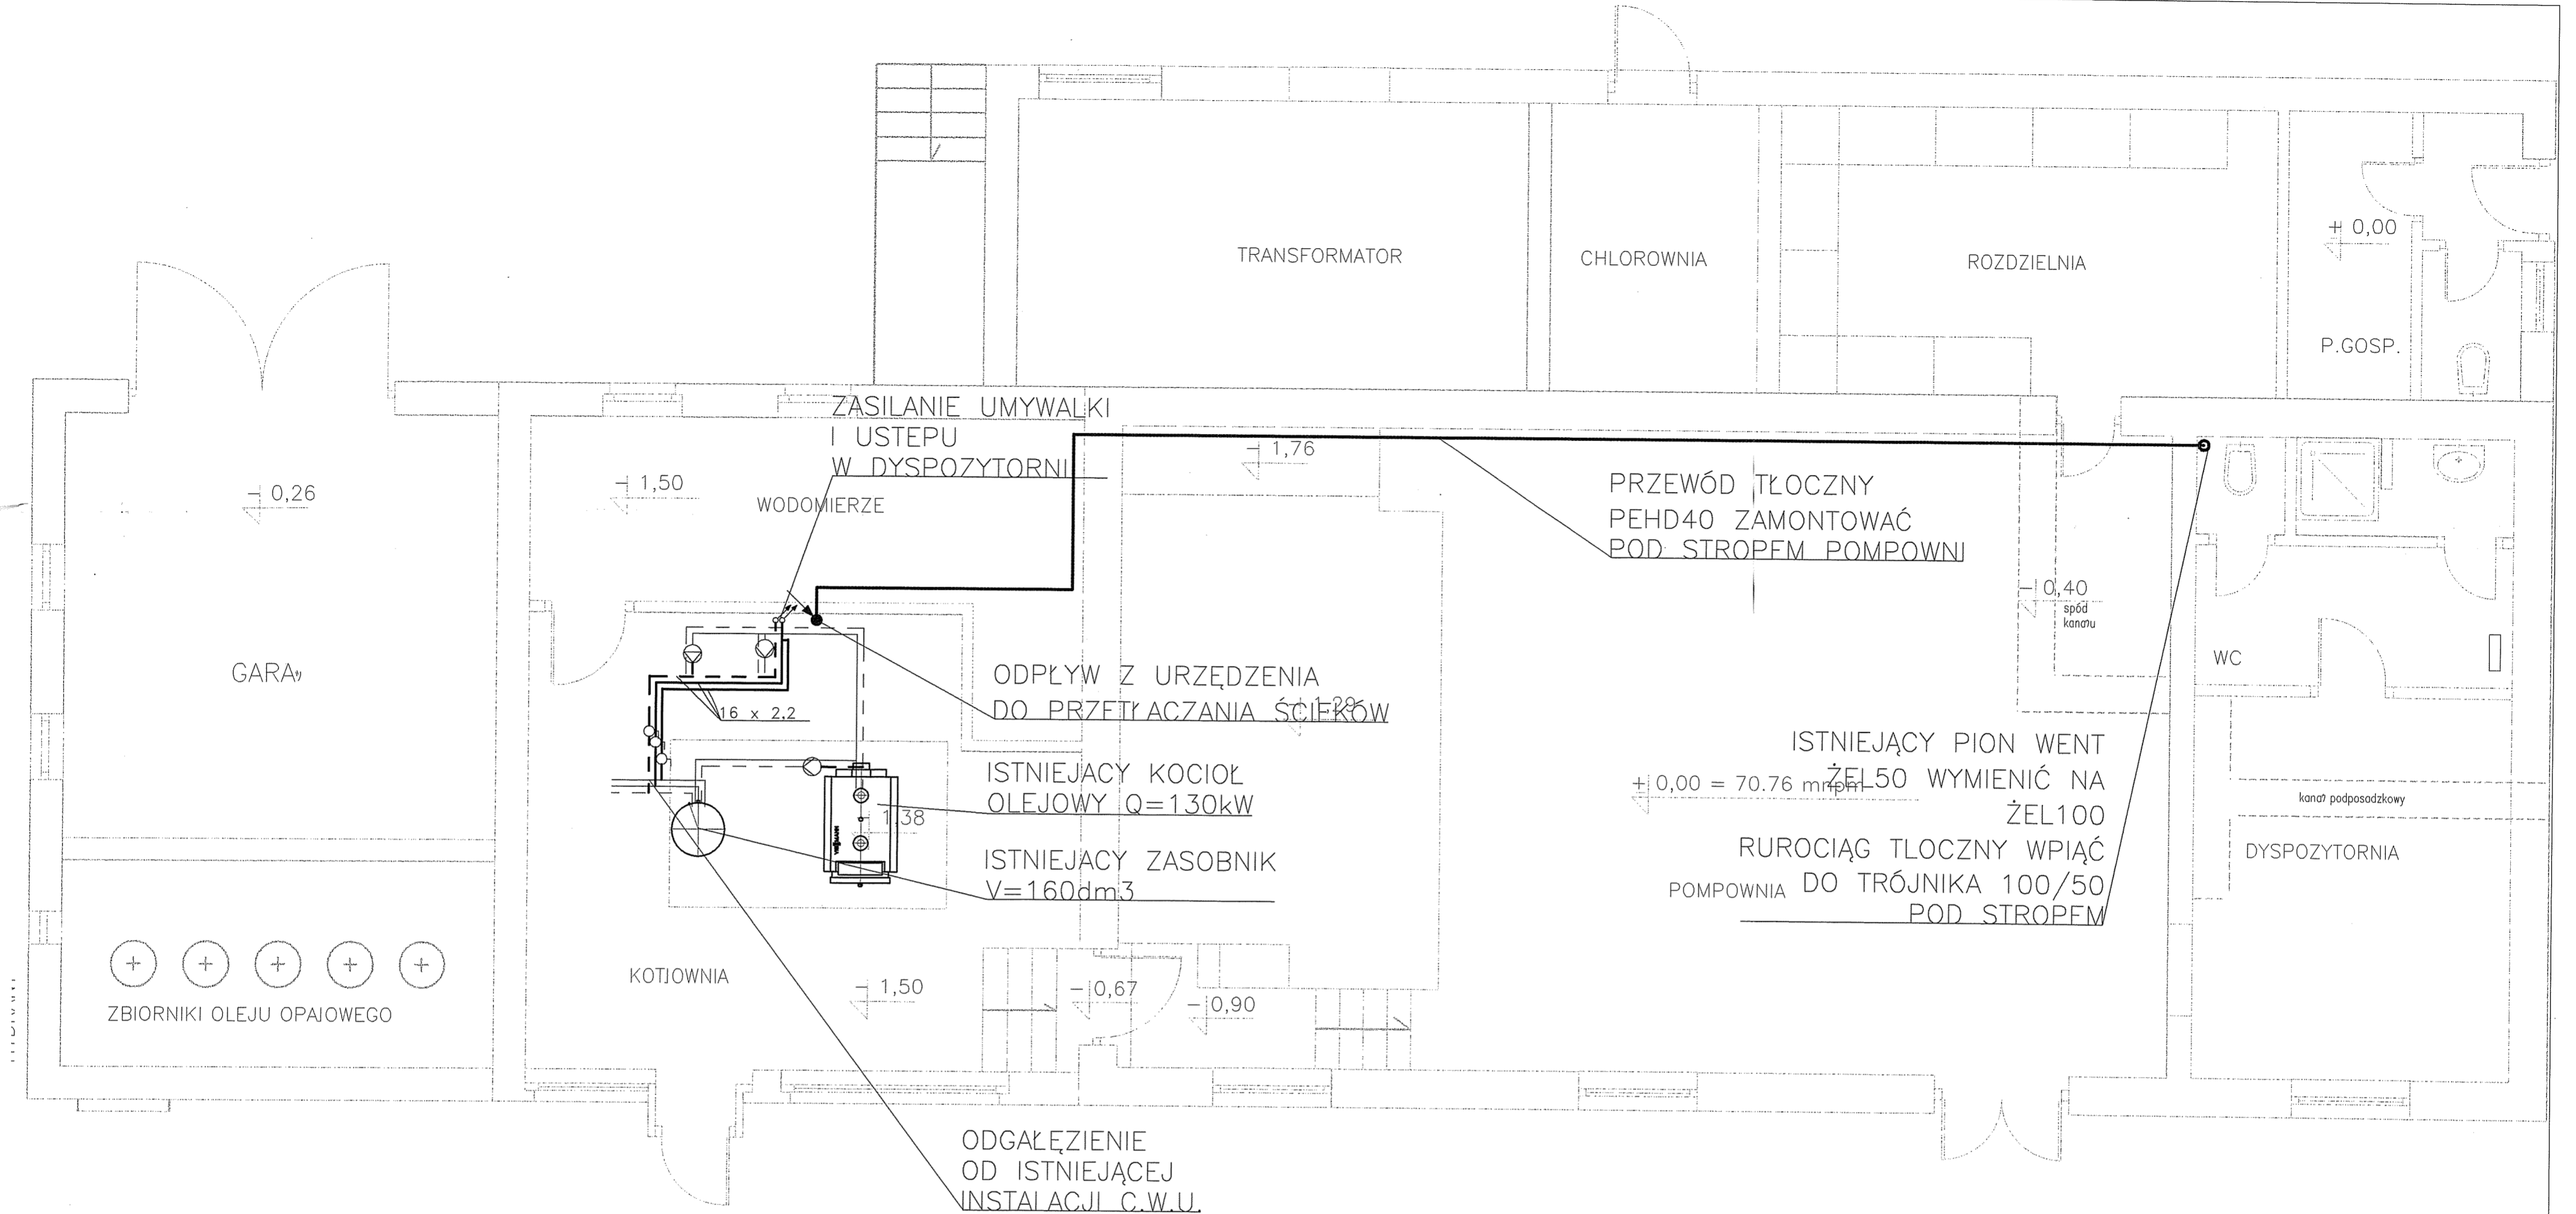 TRANSFORMATOR
CHLOROWNIA
ROZDZIELNIA
+ 0,00
P.GOSP.
ZASILANIE UMYWALKI
I USTEPU
W DYSPOZYTORNI
- 1,50
WODOMIERZE
- 1,76
- 0,26
GARAŻ
PRZEWÓD TŁOCZNY
PEHD40 ZAMONTOWAĆ
POD STROPEM POMPOWNI
- 0,40
spód
kanału
WC
ODPŁYW Z URZĘDZENIA
DO PRZETŁACZANIA ŚCIEKÓW
16 x 2.2
ISTNIEJACY KOCIOŁ
OLEJOWY Q=130kW
- 1,38
ISTNIEJACY ZASOBNIK
V=160dm3
ISTNIEJĄCY PION WENT
ŻEL50 WYMIENIĆ NA
ŻEL100
RUROCIĄG TLOCZNY WPIĄĆ
DO TRÓJNIKA 100/50
POD STROPEM
+ 0,00 = 70.76 mnpm
POMPOWNIA
kanał podposadzkowy
DYSPOZYTORNIA
KOTŁOWNIA
- 1,50
- 0,67
- 0,90
ZBIORNIKI OLEJU OPAŁOWEGO
ODGAŁĘZIENIE
OD ISTNIEJĄCEJ
INSTALACJI C.W.U.